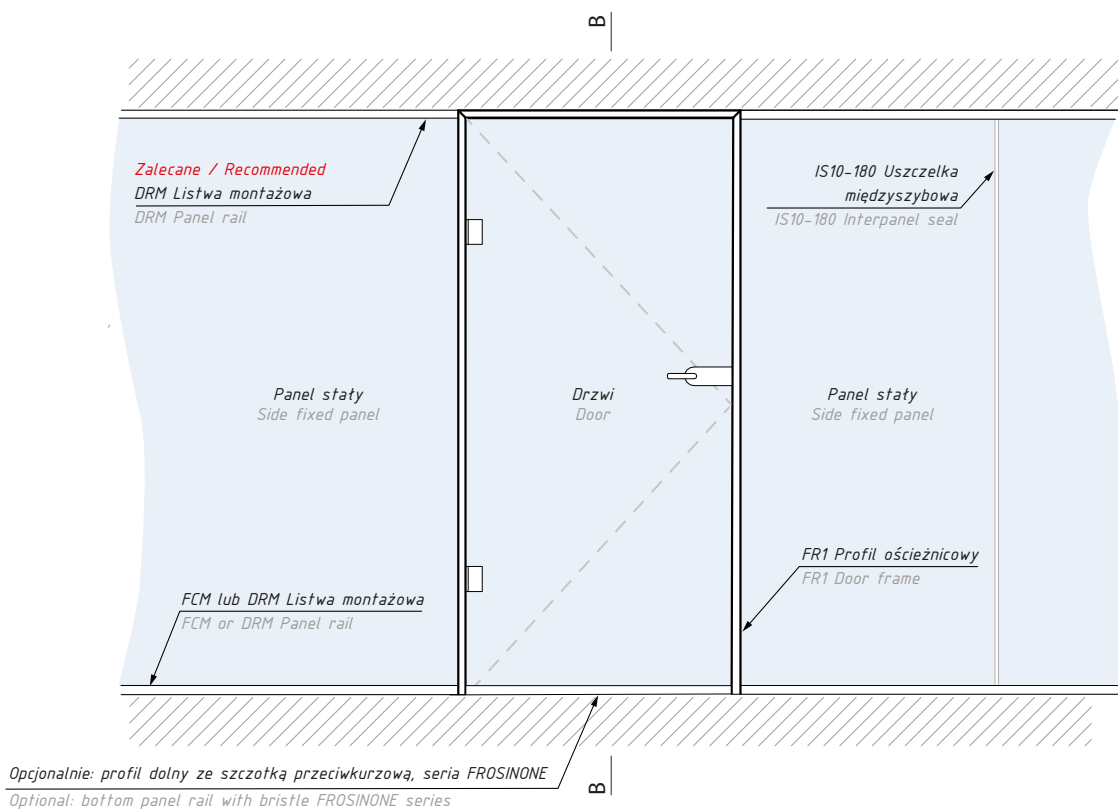 B
Zalecane / Recommended
DRM Listwa montażowa
DRM Panel rail
IS10-180 Uszczelka
międzyszybowa
IS10-180 Interpanel seal
Panel stały
Side fixed panel
Drzwi
Door
Panel stały
Side fixed panel
FR1 Profil ościeżnicowy
FR1 Door frame
FCM lub DRM Listwa montażowa
FCM or DRM Panel rail
Opcjonalnie: profil dolny ze szczotką przeciwkurzową, seria FROSINONE
Optional: bottom panel rail with bristle FROSINONE series
B